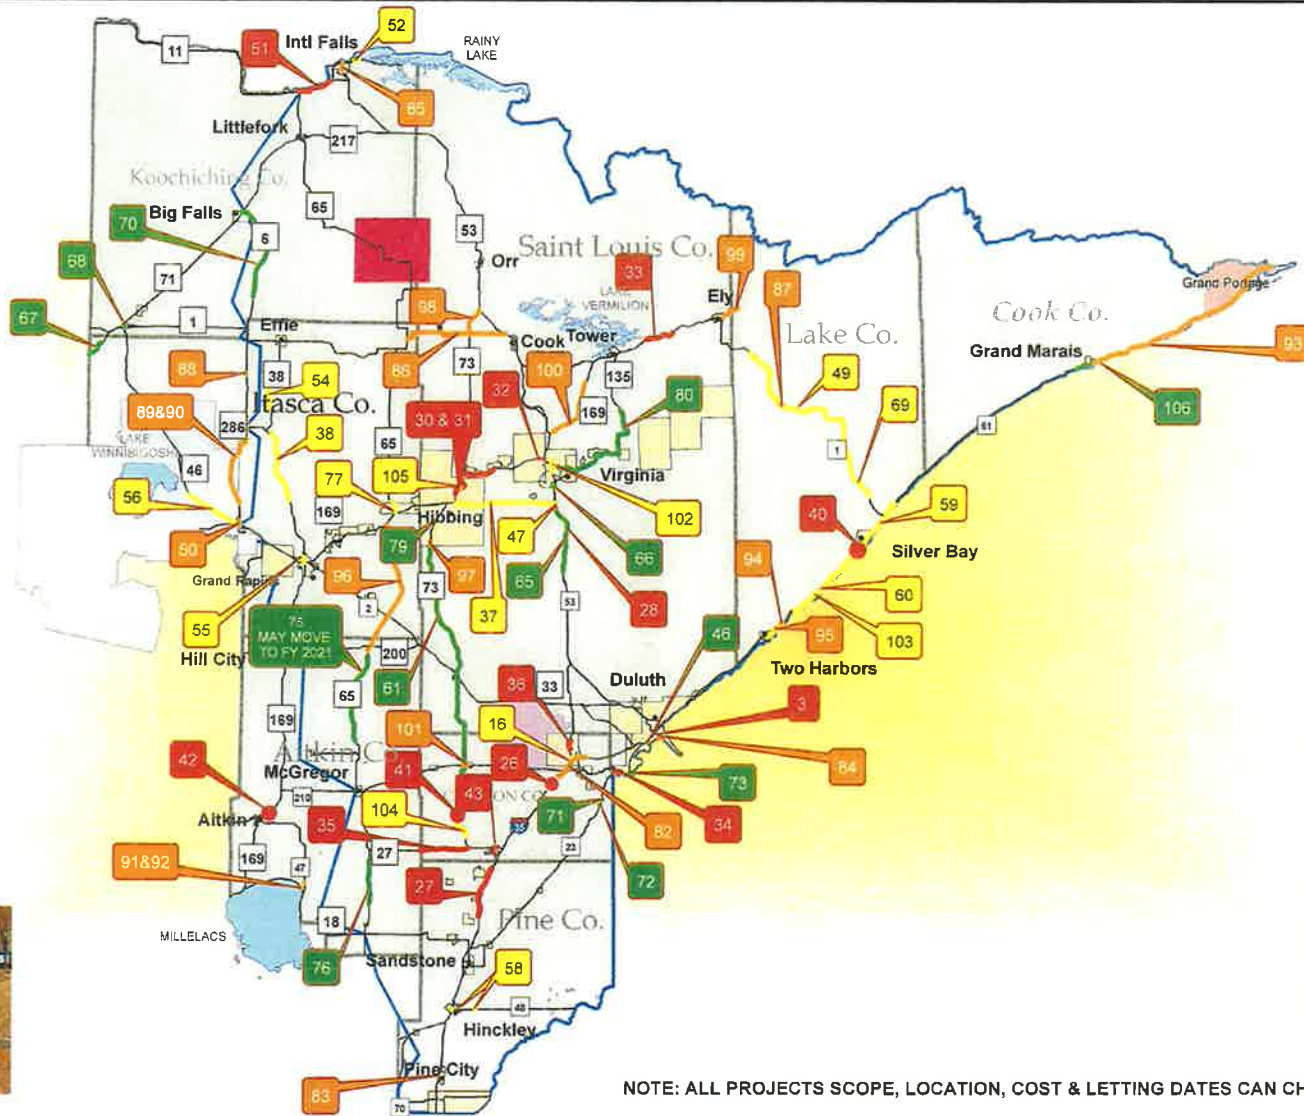 52
51
Intl Falls
RAINY
LAKE
11
85
Littlefork
217
Koochiching Co.
65
Big Falls
70
6
53
68
71
Saint Louis Co.
Orr
33
99
87
Ely
LAKE
VERMILION
98
67
1
Effie
Cook
Tower
Lake Co.
Cook Co.
Grand Portage
Grand Marais
93
106
88
38
54
86
73
32
100
135
49
69
89&90
Itasca Co.
30 & 31
169
80
286
LAKE
WINNIBIGOSH
46
38
65
1
61
77
105
Virginia
56
169
Hibbing
47
102
59
40
50
79
66
Silver Bay
94
Grand Rapids
96
73
97
65
28
60
2
37
53
55
75
MAY MOVE
TO FY 2021
46
95
103
Hill City
200
Two Harbors
65
61
36
33
Duluth
3
169
101
16
84
Aitkin Co.
42
McGregor
41
26
73
210
43
ON CO
104
71
82
34
Aitkin
35
35
169
27
23
91&92
47
27
72
18
Pine Co.
MILLELACS
76
Sandstone
58
48
Hinckley
Pine City
83
70
NOTE: ALL PROJECTS SCOPE, LOCATION, COST & LETTING DATES CAN CH